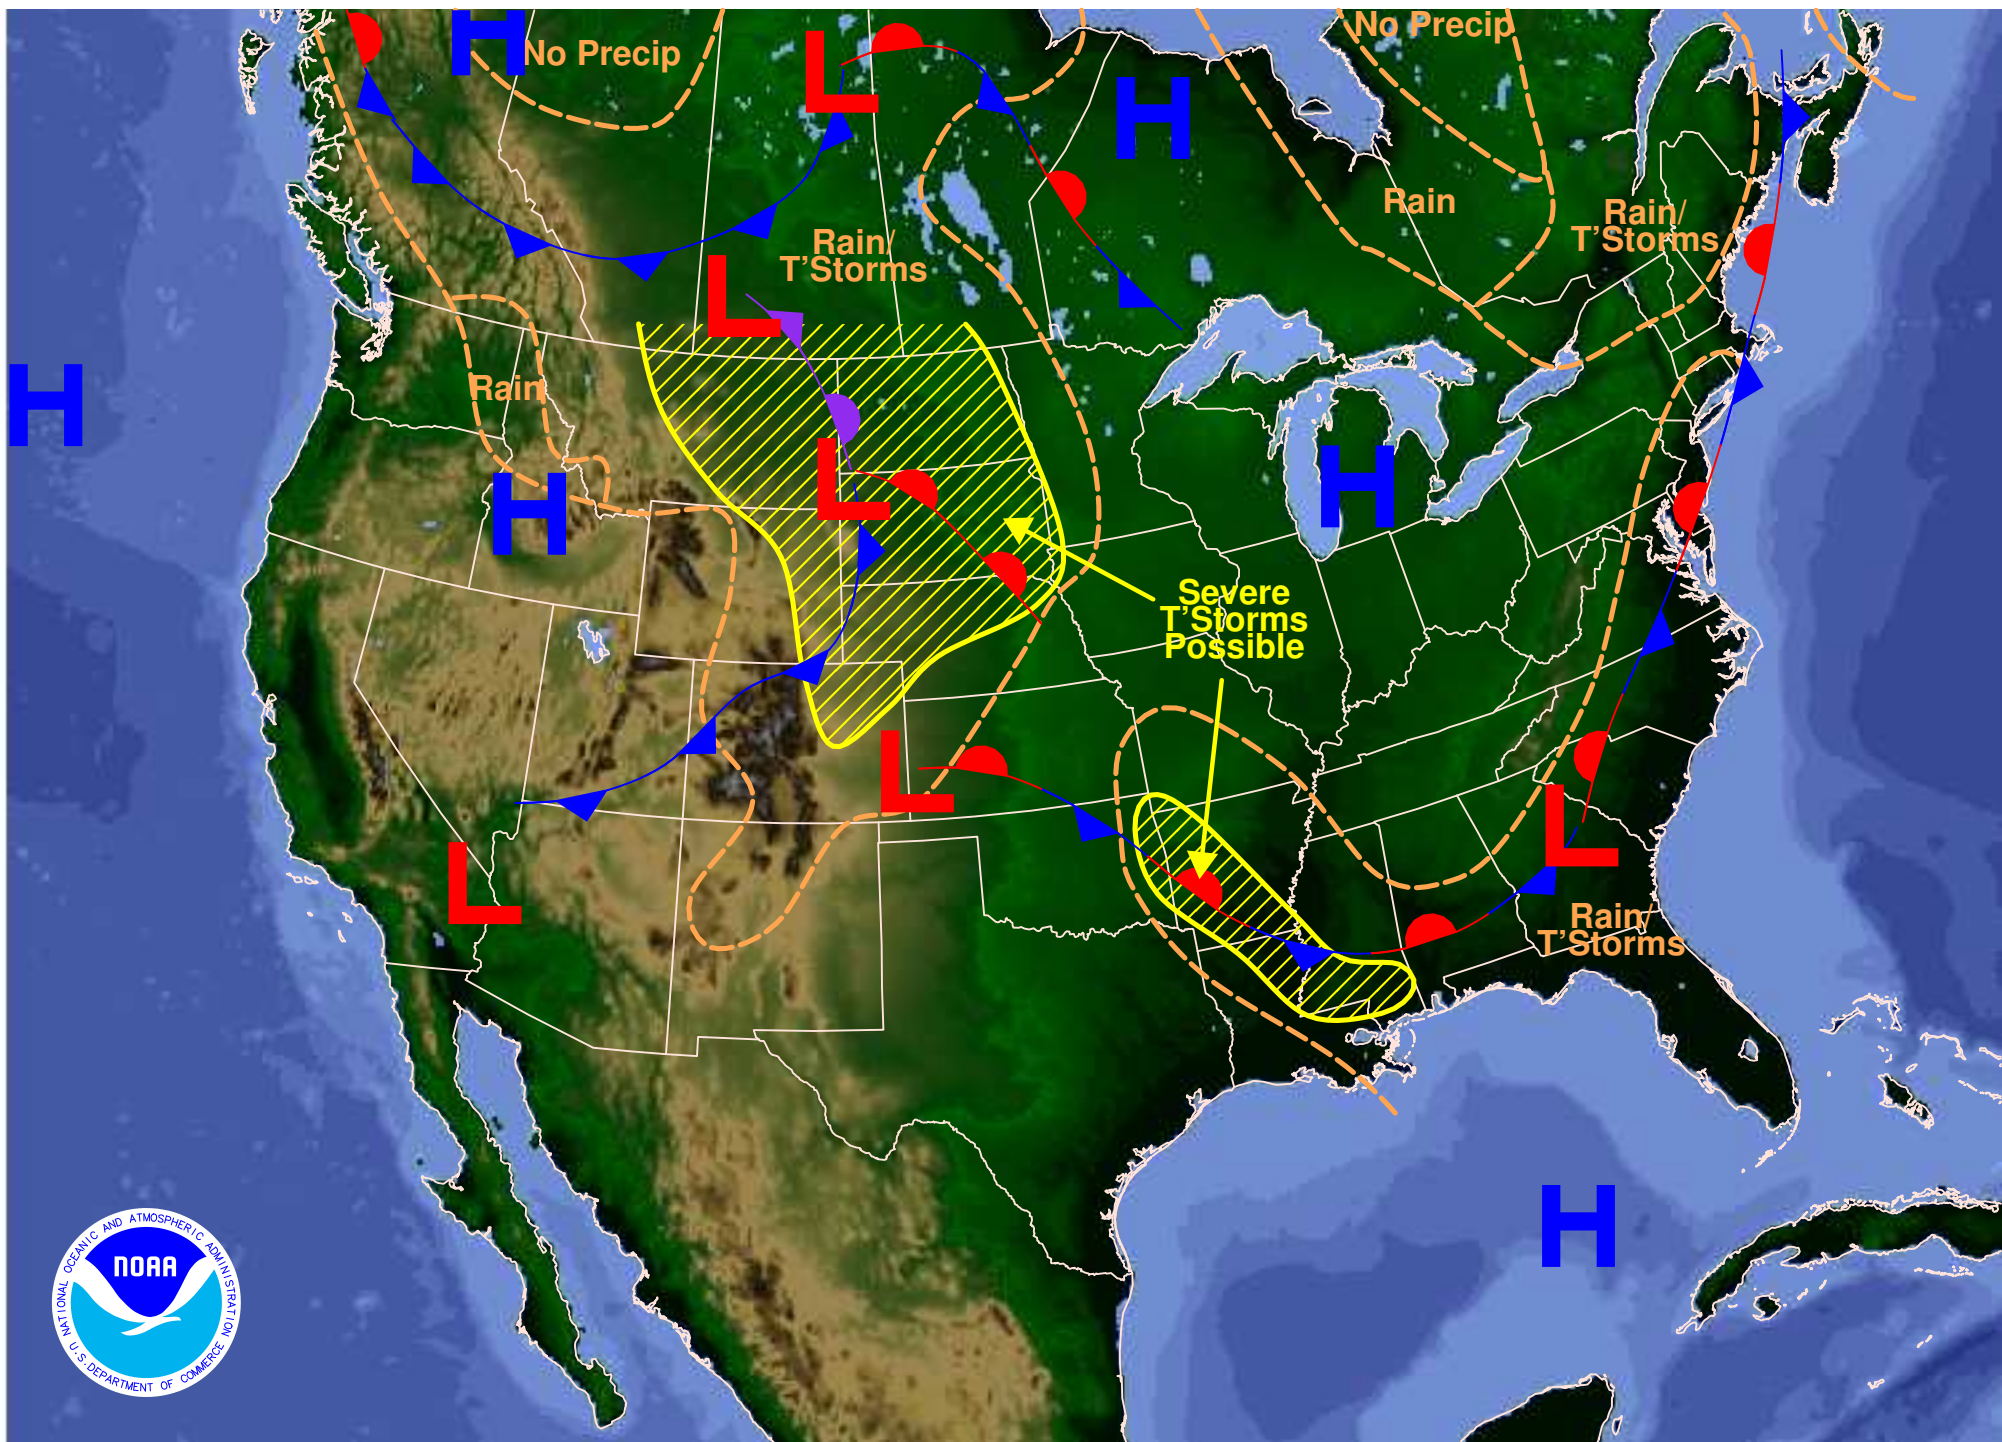 H
No Precip
L
H
No Precip
Rain
Rain/
T'Storms
Rain/
T'Storms
L
H
Rain
H
L
H
Severe
T'Storms
Possible
L
L
L
Rain/
T'Storms
H
NATIONAL OCEANIC AND ATMOSPHERIC ADMINISTRATION
NOAA
U.S. DEPARTMENT OF COMMERCE